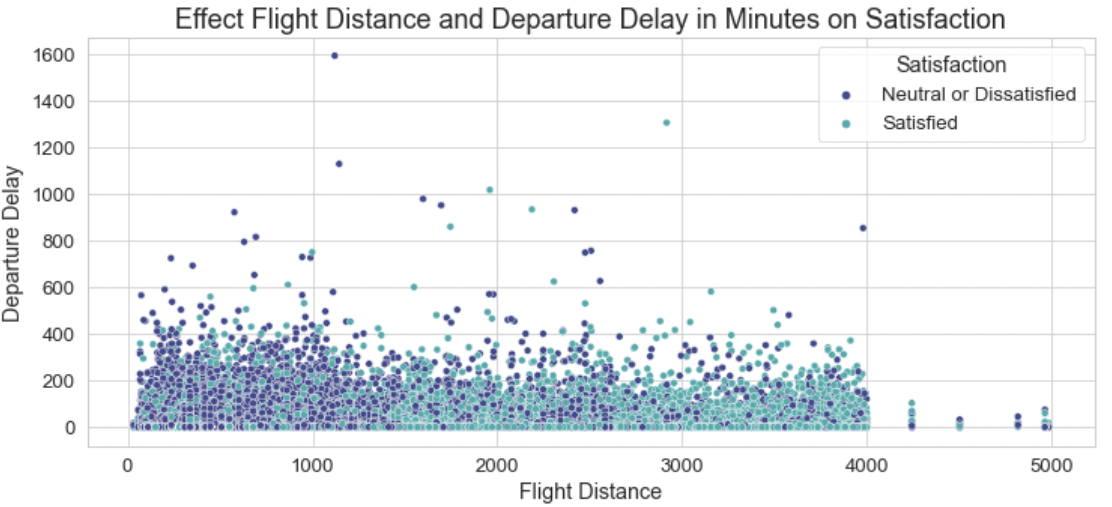 Effect Flight Distance and Departure Delay in Minutes on Satisfaction
Departure Delay
1600
1400
1200
1000
800
600
400
200
0
Satisfaction
Neutral or Dissatisfied
Satisfied
0 1000 2000 3000 4000 5000
Flight Distance